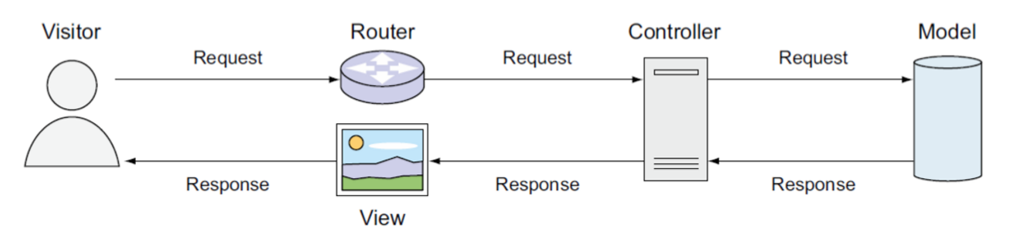 Visitor
Router
Controller
Model
Request
Request
Request
Response
Response
Response
View